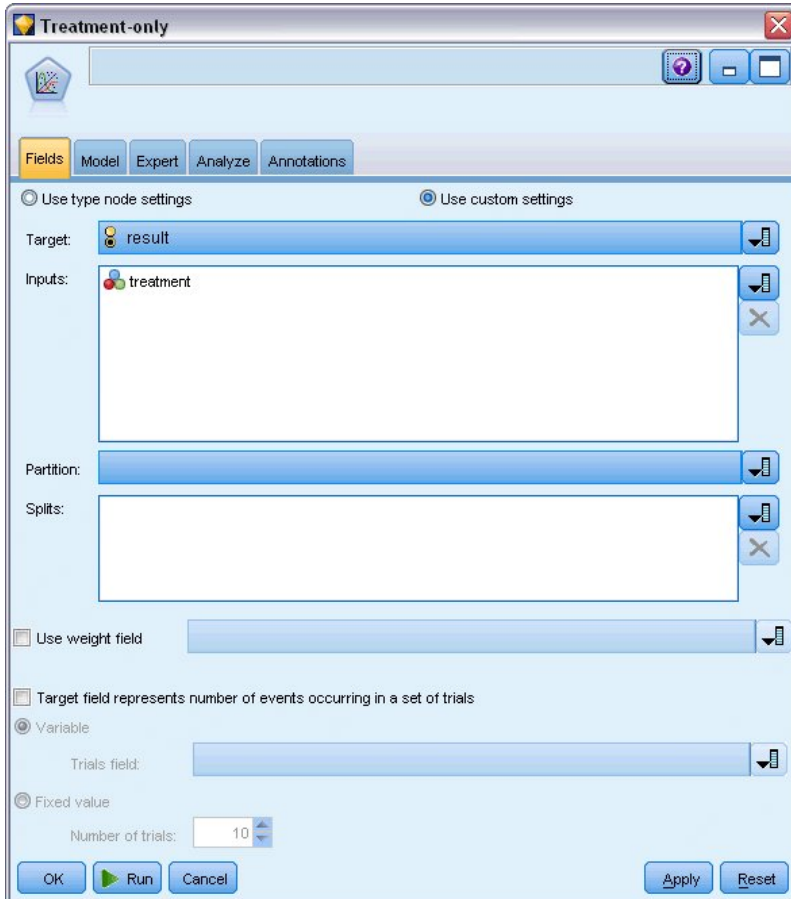 Treatment-only
Fields Model Expert Analyze Annotations
Use type node settings Use custom settings
Target: result
Inputs: treatment
Partition:
Splits:
Use weight field
Target field represents number of events occurring in a set of trials
Variable
Trials field:
Fixed value
Number of trials: 10
OK Run Cancel Apply Reset